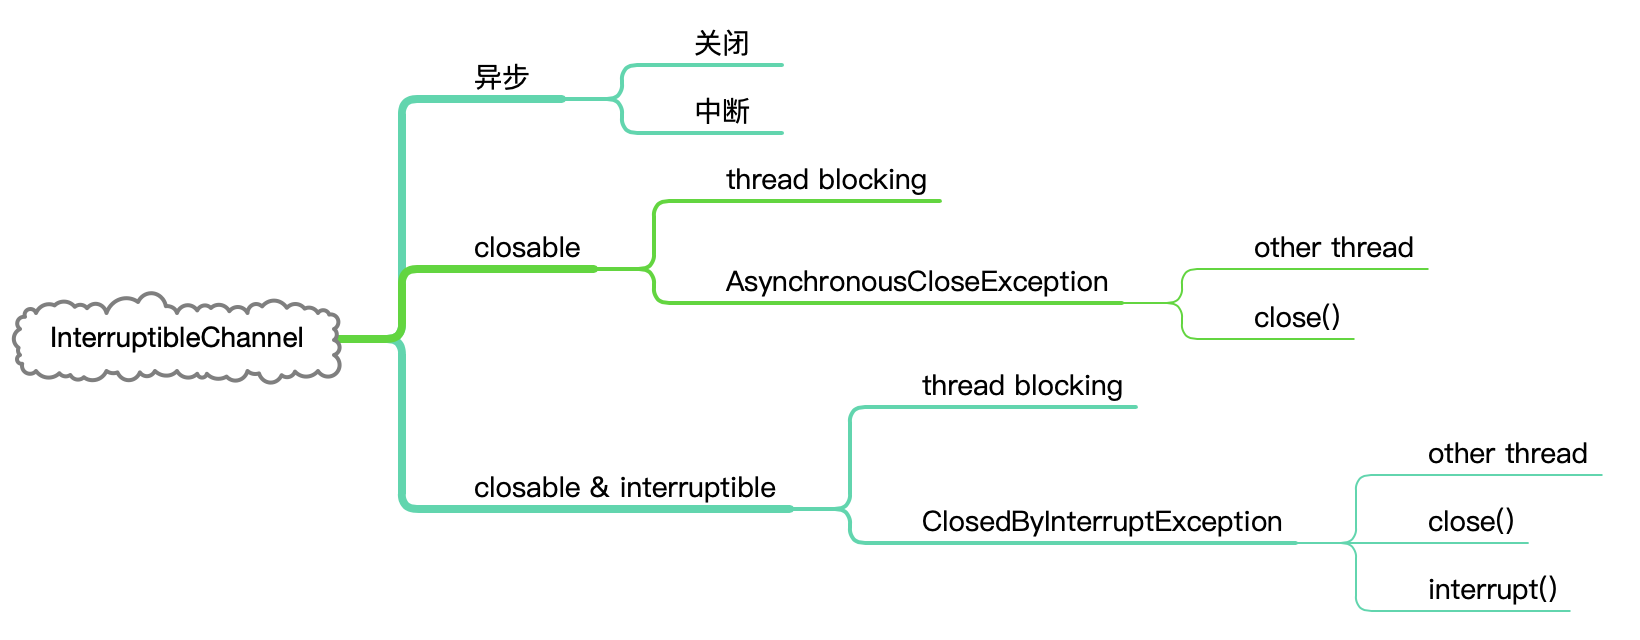 InterruptibleChannel
异步
关闭
中断
closable
thread blocking
AsynchronousCloseException
other thread
close()
closable & interruptible
thread blocking
ClosedByInterruptException
other thread
close()
interrupt()